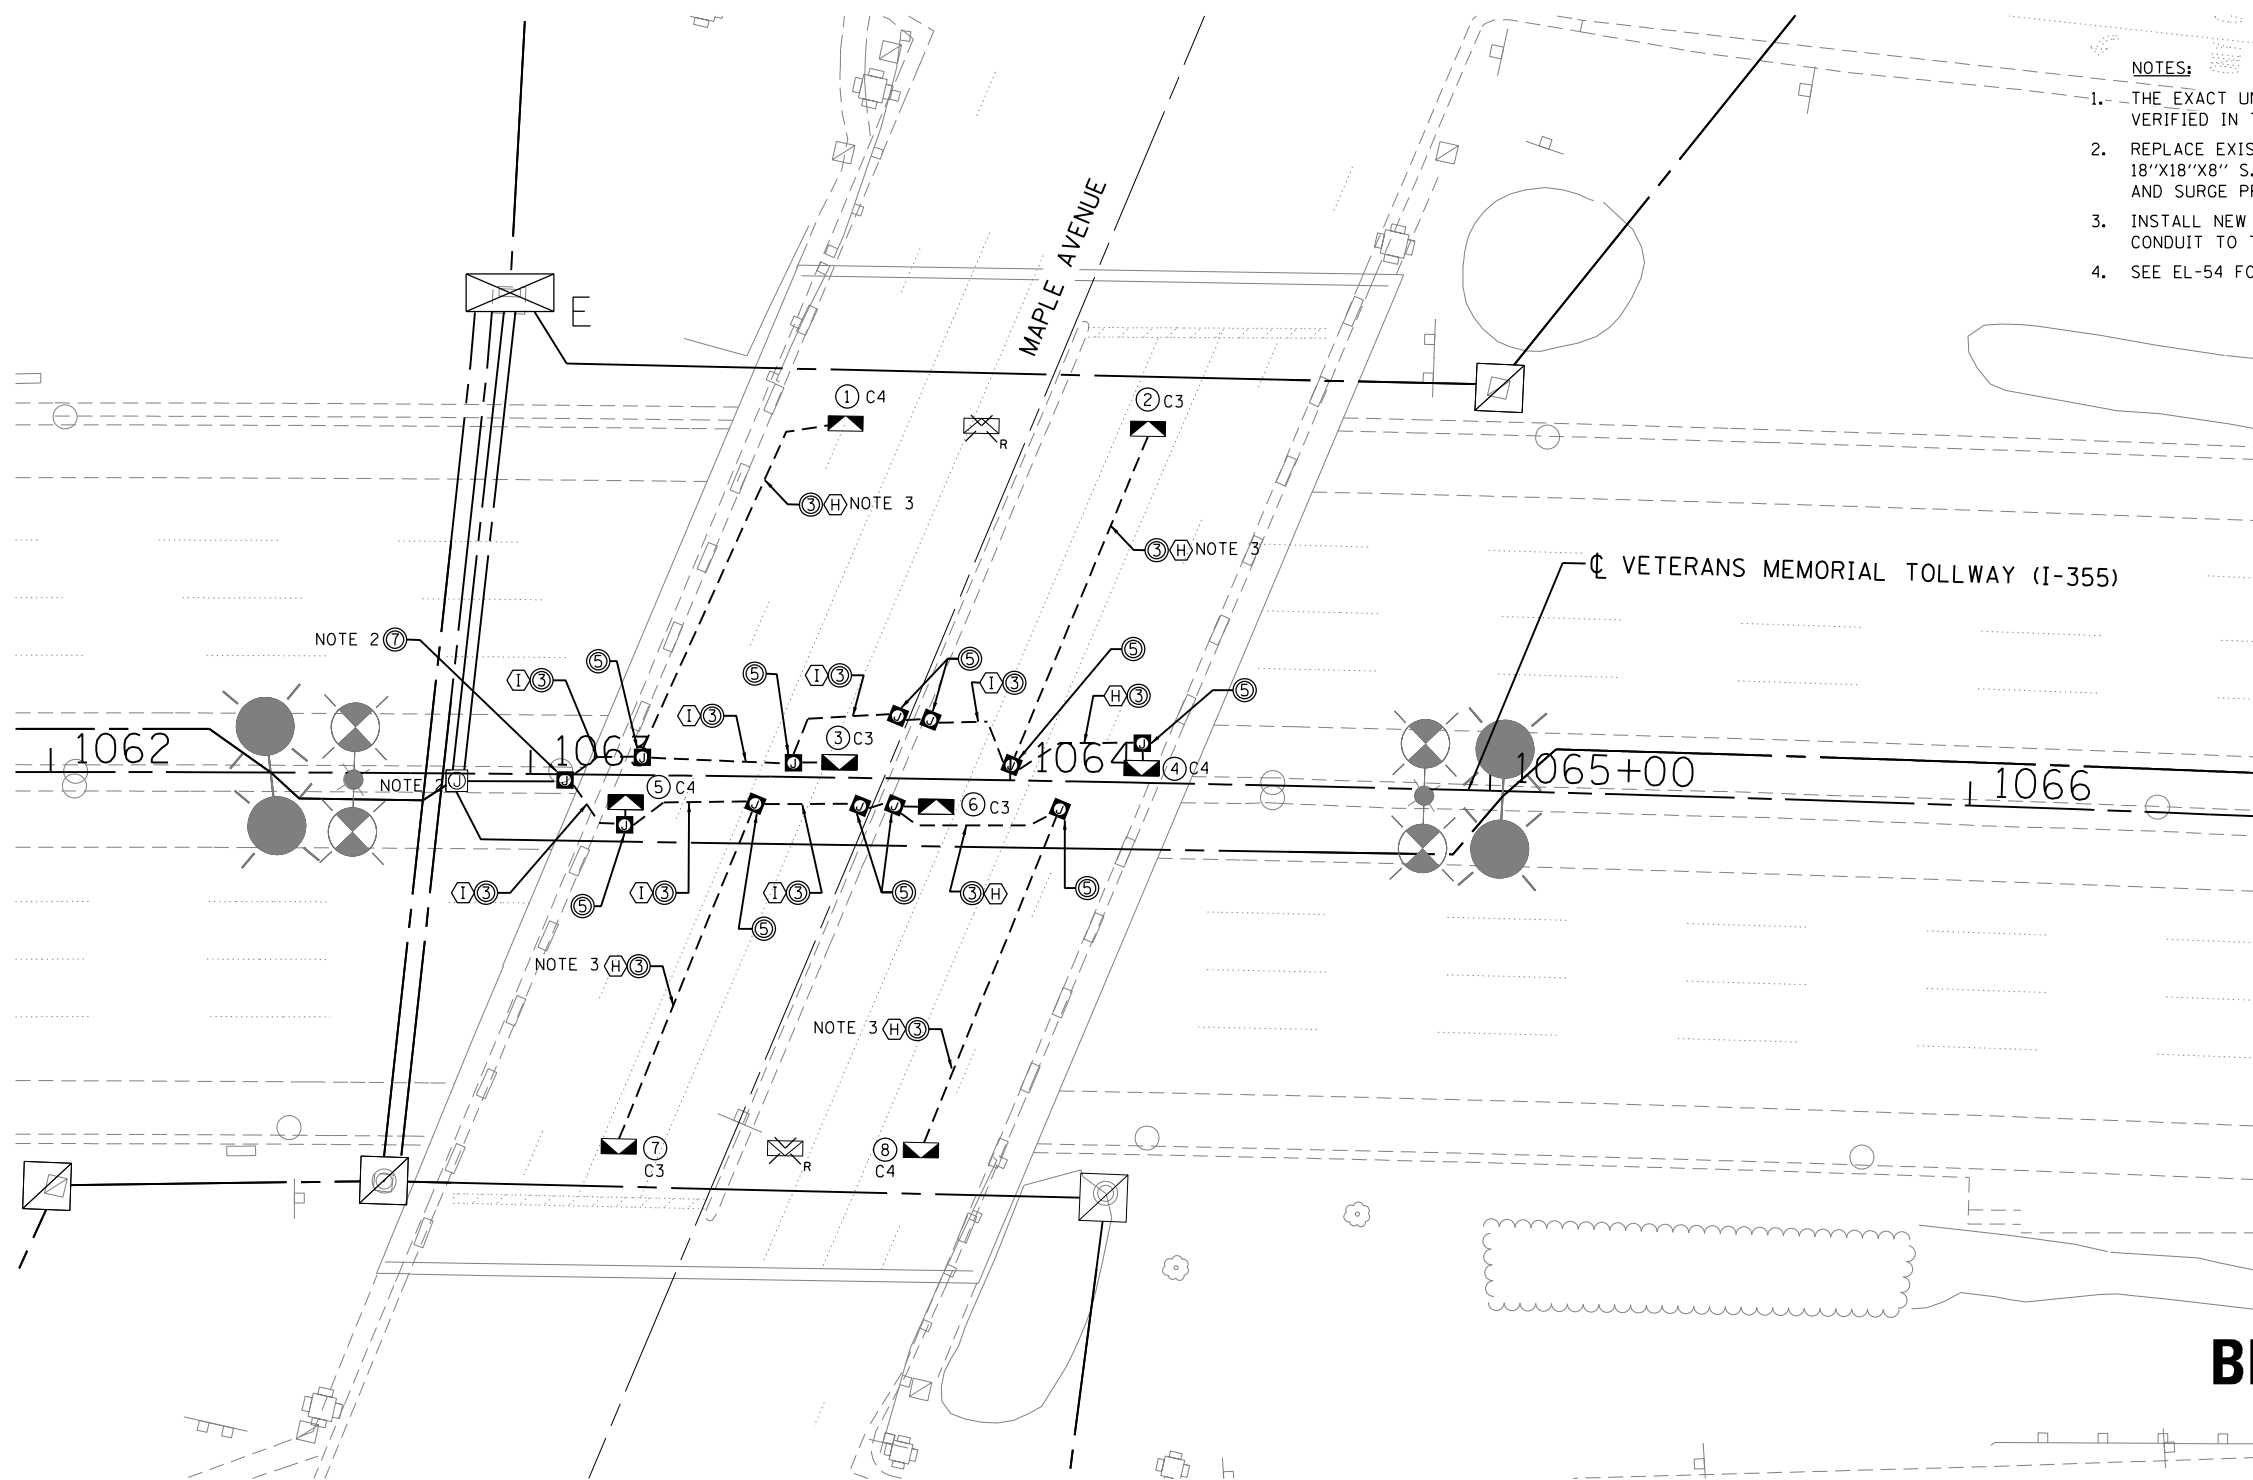 NOTES:
1. THE EXACT UN
VERIFIED IN
2. REPLACE EXIS
18"X18"X8" S.
AND SURGE PR
3. INSTALL NEW
CONDUIT TO T
4. SEE EL-54 FO
MAPLE AVENUE
E
1 C4
2 C3
R
3 H NOTE 3
3 H NOTE 3
℄ VETERANS MEMORIAL TOLLWAY (I-355)
NOTE 2 7
5
I 3
5
I 3
5
I 3
5
I 3
5
H 3
5
1062
106
3 C3
J
J
J
J
J
J
106
4 C4
1065+00
1066
NOTE 2
J
J
5 C4
J
J
J
J
6 C3
J
I 3
5
I 3
5
I 3
5
3 H
5
NOTE 3 H 3
NOTE 3 H 3
7
C3
R
8
C4